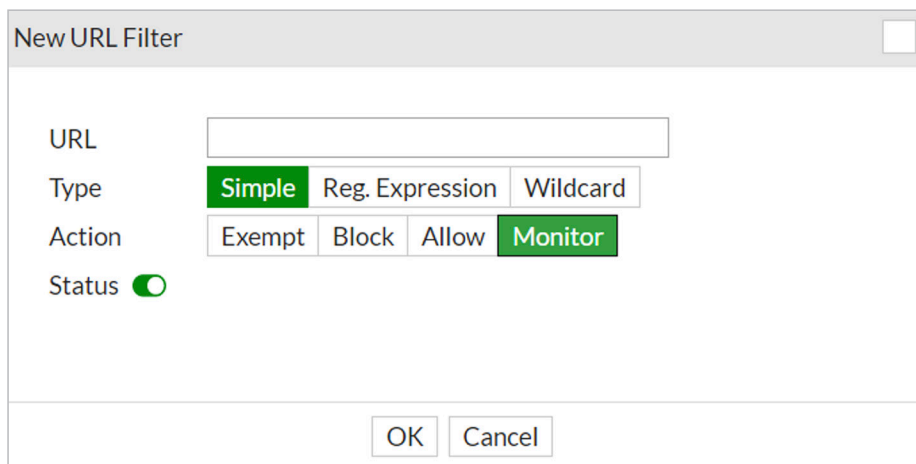 New URL Filter
URL
Type Simple Reg. Expression Wildcard
Action Exempt Block Allow Monitor
Status
OK Cancel